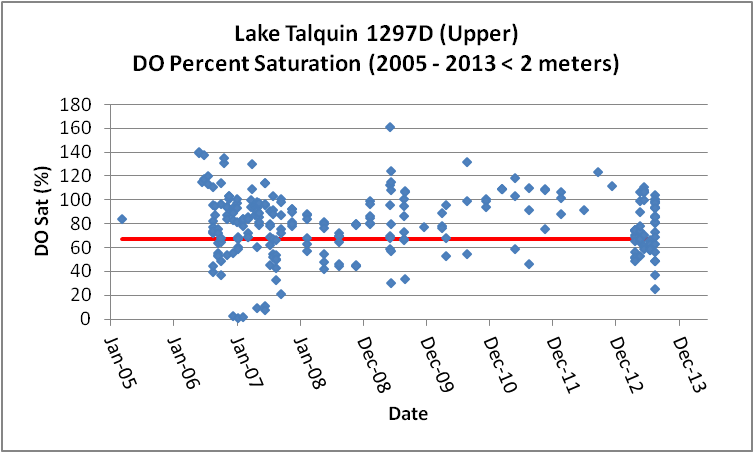 Lake Talquin 1297D (Upper)
DO Percent Saturation (2005 - 2013 < 2 meters)
180
160
140
120
100
80
60
40
20
0
DO Sat (%)
Jan-05
Jan-06
Jan-07
Jan-08
Dec-08
Dec-09
Dec-10
Dec-11
Dec-12
Dec-13
Date